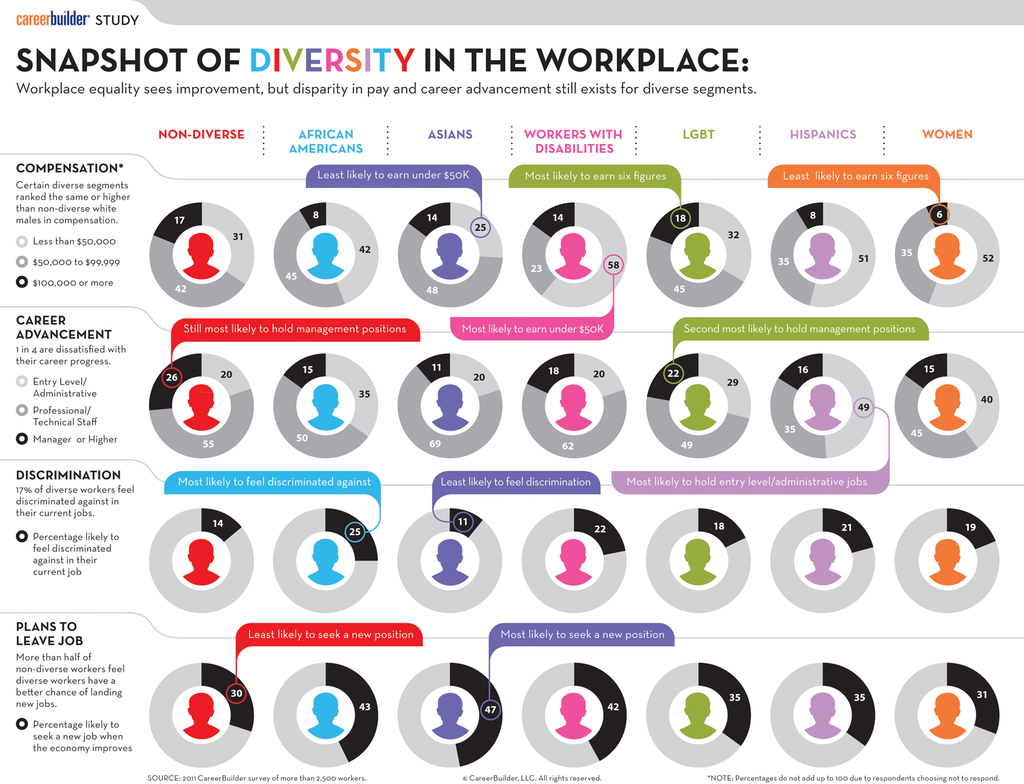 careerbuilder® STUDY
SNAPSHOT OF DIVERSITY IN THE WORKPLACE:
Workplace equality sees improvement, but disparity in pay and career advancement still exists for diverse segments.
NON-DIVERSE
AFRICAN
AMERICANS
ASIANS
WORKERS WITH
DISABILITIES
LGBT
HISPANICS
WOMEN
COMPENSATION*
Certain diverse segments
ranked the same or higher
than non-diverse white
males in compensation.
Less than $50,000
$50,000 to $99,999
$100,000 or more
Least likely to earn under $50K
Most likely to earn six figures
Least likely to earn six figures
17
31
42
8
42
45
14
25
48
14
58
23
18
32
45
8
51
35
6
52
35
Most likely to earn under $50K
CAREER
ADVANCEMENT
1 in 4 are dissatisfied with
their career progress.
Entry Level/
Administrative
Professional/
Technical Staff
Manager or Higher
Still most likely to hold management positions
Second most likely to hold management positions
26
20
55
15
35
50
11
20
69
18
20
62
22
29
49
16
49
35
15
40
45
Most likely to hold entry level/administrative jobs
DISCRIMINATION
17% of diverse workers feel
discriminated against in
their current jobs.
Percentage likely to
feel discriminated
against in their
current job
Most likely to feel discriminated against
Least likely to feel discrimination
14
25
11
22
18
21
19
PLANS TO
LEAVE JOB
More than half of
non-diverse workers feel
diverse workers have a
better chance of landing
new jobs.
Percentage likely to
seek a new job when
the economy improves
Least likely to seek a new position
Most likely to seek a new position
30
43
47
42
35
35
31
SOURCE: 2011 CareerBuilder survey of more than 2,500 workers.
© CareerBuilder, LLC. All rights reserved.
*NOTE: Percentages do not add up to 100 due to respondents choosing not to respond.